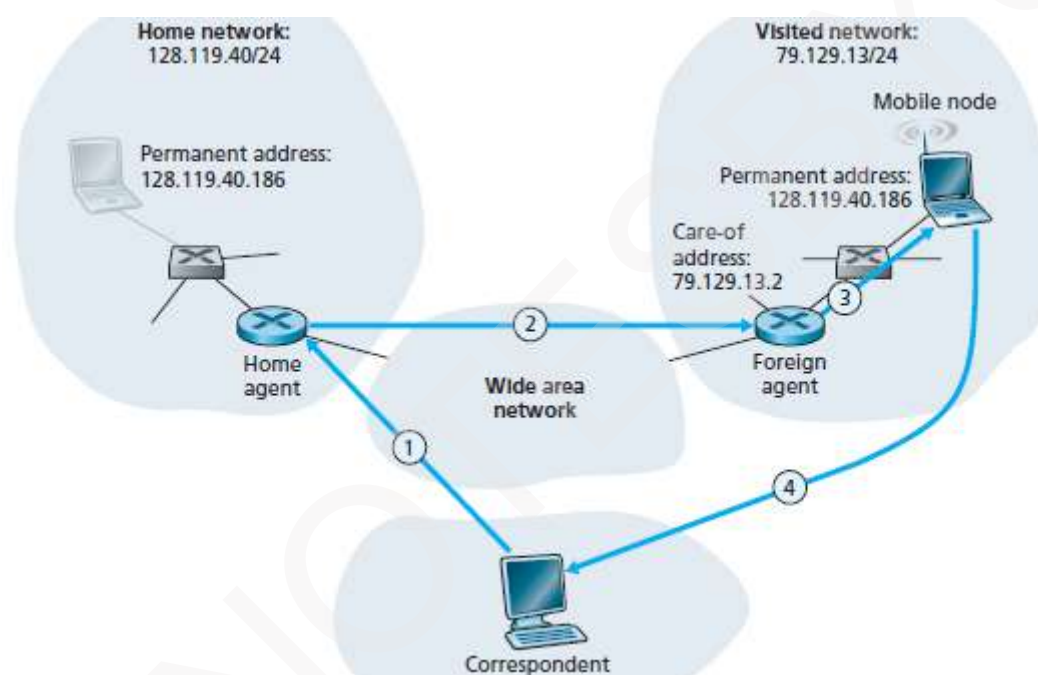 Home network:
128.119.40/24
Visited network:
79.129.13/24
Mobile node
Permanent address:
128.119.40.186
Permanent address:
128.119.40.186
Care-of
address:
79.129.13.2
3
2
Home
agent
Foreign
agent
Wide area
network
1
4
Correspondent